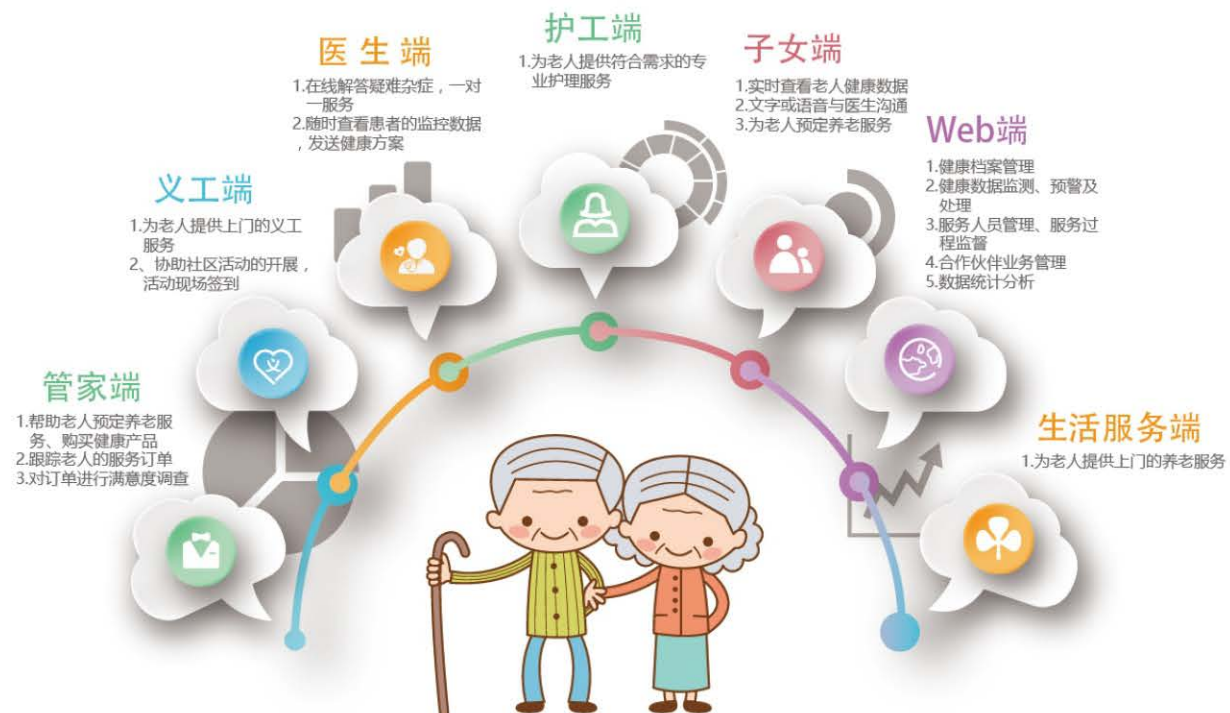 管家端
1.帮助老人预定养老服
务、购买健康产品
2.跟踪老人的服务订单
3.对订单进行满意度调查
义工端
1.为老人提供上门的义工
服务
2、协助社区活动的开展，
活动现场签到
义
医生端
1.在线解答疑难杂症，一对
一服务
2.随时查看患者的监控数据
，发送健康方案
护工端
1.为老人提供符合需求的专
业护理服务
子女端
1.实时查看老人健康数据
2.文字或语音与医生沟通
3.为老人预定养老服务
Web端
1.健康档案管理
2.健康数据监测、预警及
处理
3.服务人员管理、服务过
程监督
4.合作伙伴业务管理
5.数据统计分析
生活服务端
1.为老人提供上门的养老服务